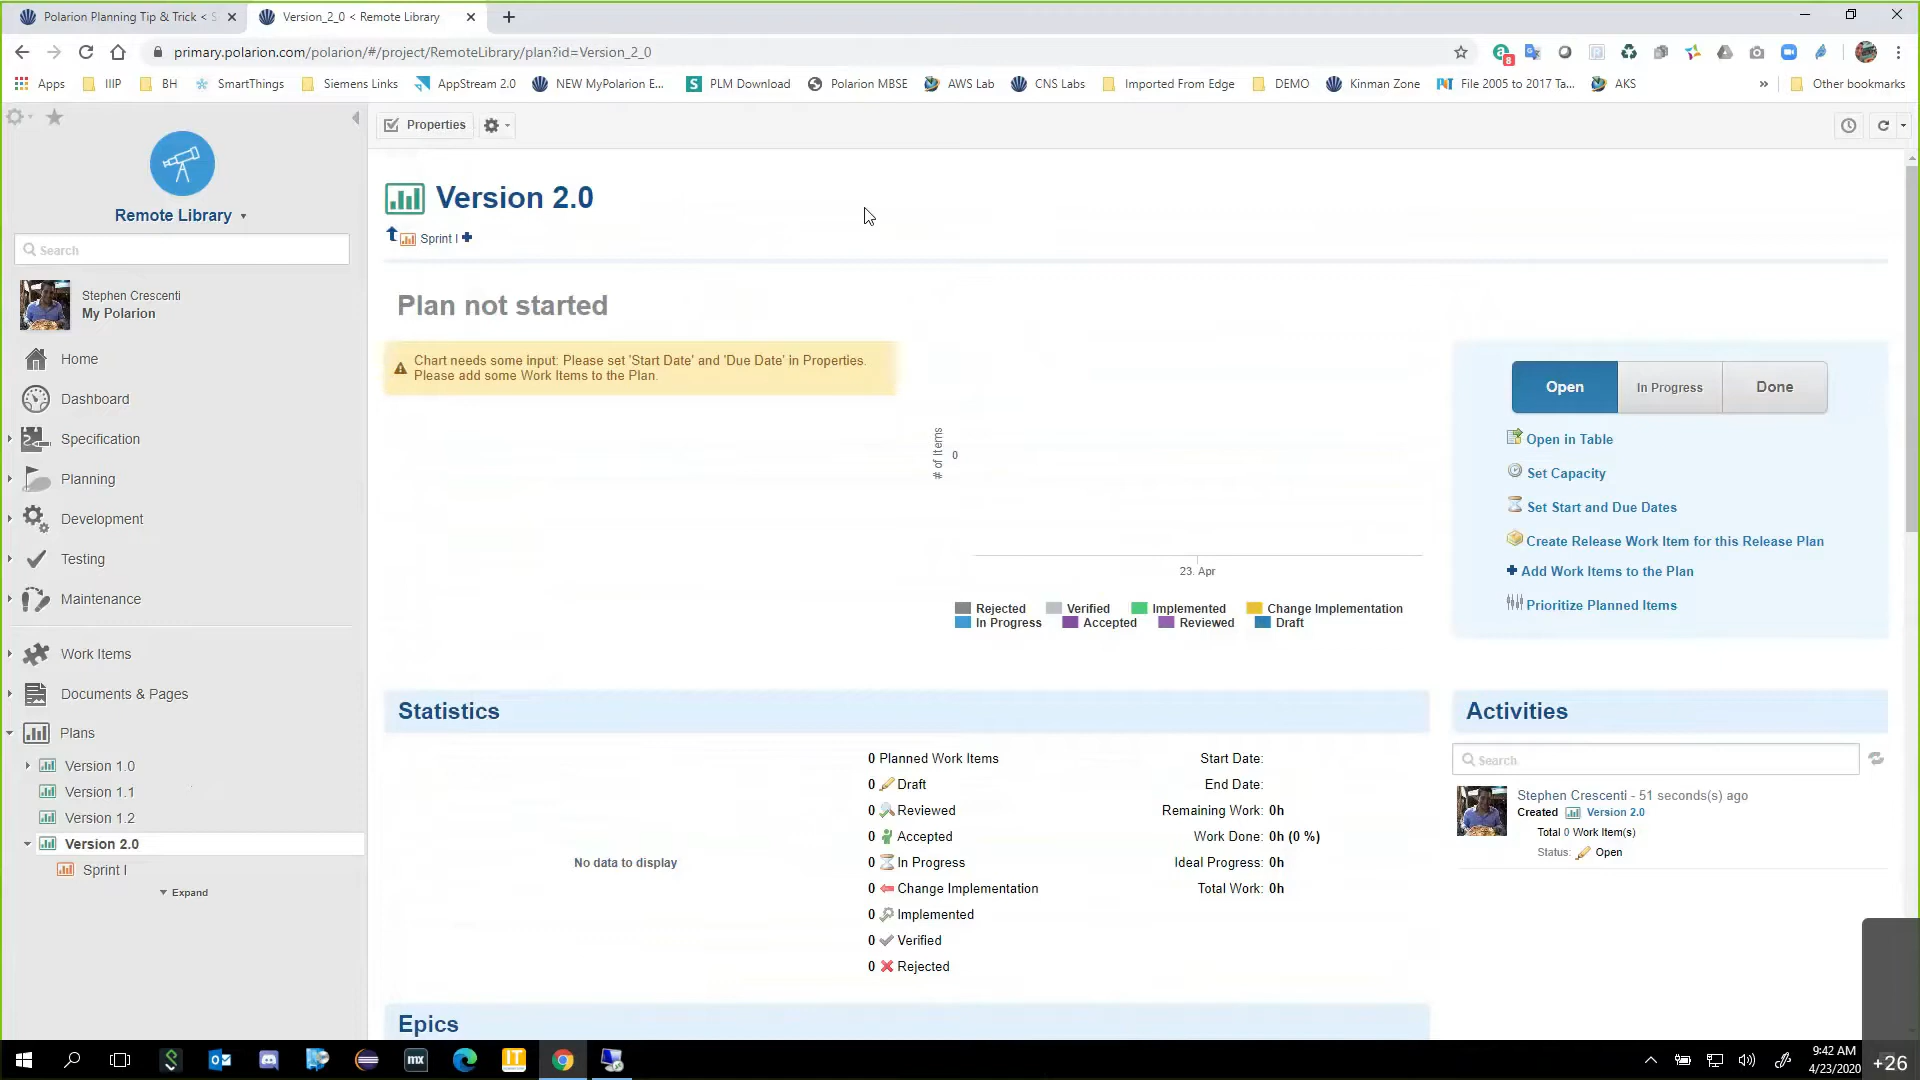 Polarion Planning Tip & Trick < S
Version_2_0 < Remote Library
primary.polarion.com/polarion/#/project/RemoteLibrary/plan?id=Version_2_0
8
Apps
IIIP
BH
SmartThings
Siemens Links
AppStream 2.0
NEW MyPolarion E...
S
PLM Download
Polarion MBSE
AWS Lab
CNS Labs
Imported From Edge
DEMO
Kinman Zone
File 2005 to 2017 Ta...
AKS
»
Other bookmarks
Properties
Remote Library
Search
Stephen Crescenti
My Polarion
Home
Dashboard
Specification
Planning
Development
Testing
Maintenance
Work Items
Documents & Pages
Plans
Version 1.0
Version 1.1
Version 1.2
Version 2.0
Sprint I
Expand
Version 2.0
Sprint I
Plan not started
Chart needs some input: Please set 'Start Date' and 'Due Date' in Properties.
Please add some Work Items to the Plan.
# of Items
0
23. Apr
Rejected Verified Implemented Change Implementation
In Progress Accepted Reviewed Draft
Open In Progress Done
Open in Table
Set Capacity
Set Start and Due Dates
Create Release Work Item for this Release Plan
Add Work Items to the Plan
Prioritize Planned Items
Statistics
No data to display
0 Planned Work Items
0 Draft
0 Reviewed
0 Accepted
0 In Progress
0 Change Implementation
0 Implemented
0 Verified
0 Rejected
Start Date:
End Date:
Remaining Work: 0h
Work Done: 0h (0 %)
Ideal Progress: 0h
Total Work: 0h
Activities
Search
Stephen Crescenti - 51 seconds(s) ago
Created Version 2.0
Total 0 Work Item(s)
Status: Open
Epics
mx
IT
9:42 AM
4/23/2020
+26